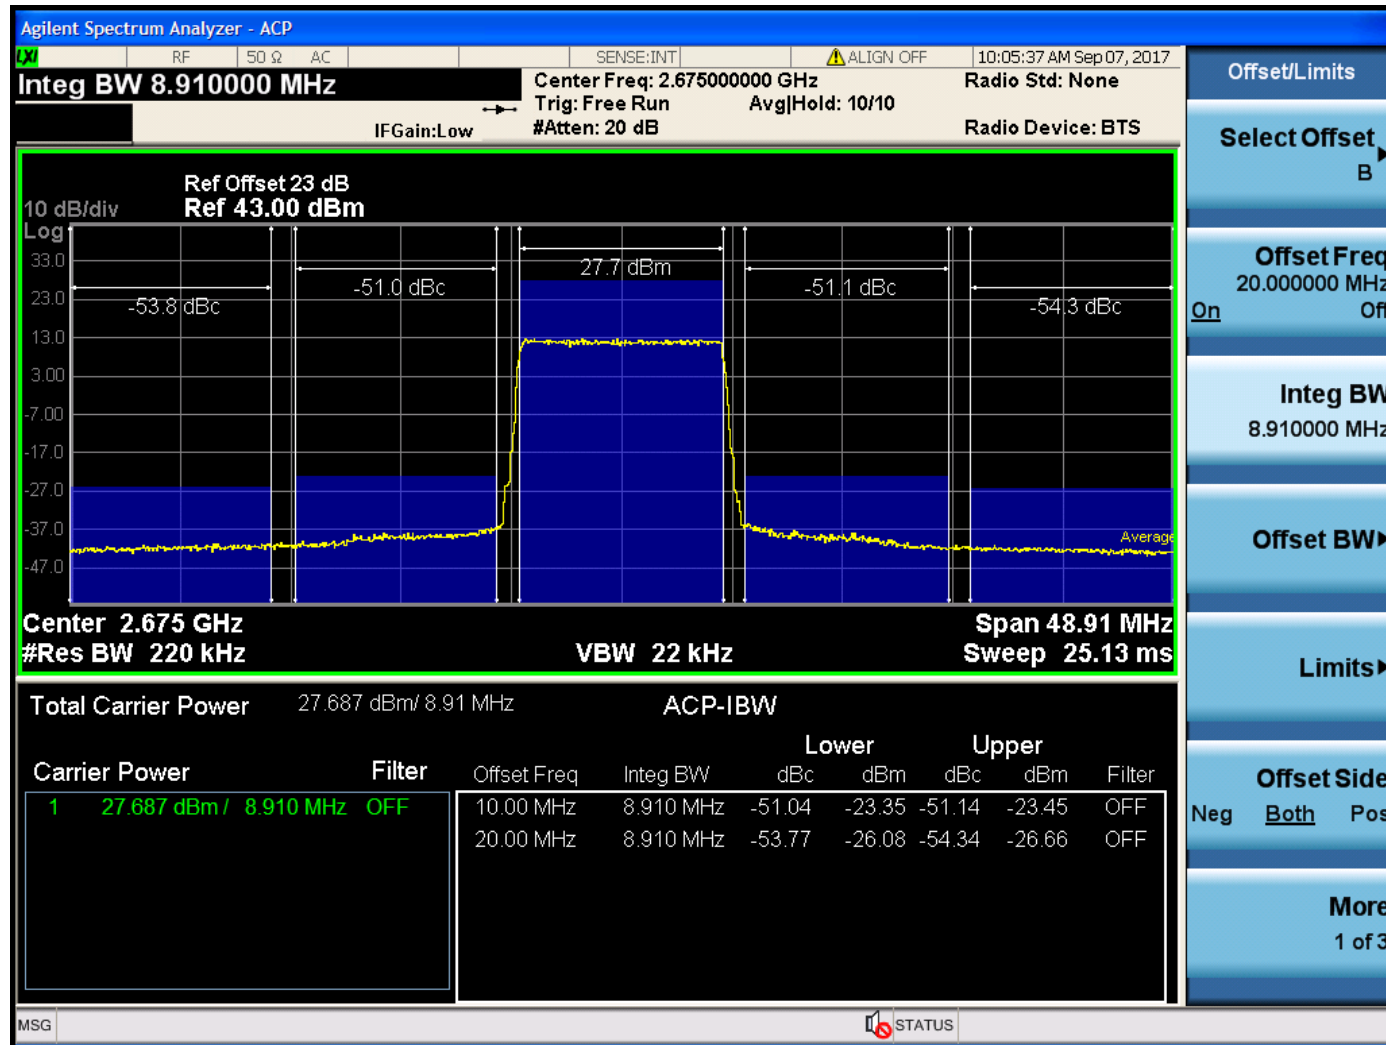 Agilent Spectrum Analyzer - ACP
LXI RF 50 Ω AC SENSE:INT ALIGN OFF 10:05:37 AM Sep 07, 2017
Integ BW 8.910000 MHz
Center Freq: 2.675000000 GHz
Radio Std: None
Trig: Free Run
Avg|Hold: 10/10
IFGain:Low
#Atten: 20 dB
Radio Device: BTS
Ref Offset 23 dB
10 dB/div
Ref 43.00 dBm
Log
33.0
23.0
13.0
3.00
-7.00
-17.0
-27.0
-37.0
-47.0
-53.8 dBc
-51.0 dBc
27.7 dBm
-51.1 dBc
-54.3 dBc
Average
Center 2.675 GHz
Span 48.91 MHz
#Res BW 220 kHz
VBW 22 kHz
Sweep 25.13 ms
Total Carrier Power 27.687 dBm/ 8.91 MHz
ACP-IBW
Lower Upper
Carrier Power Filter
Offset Freq Integ BW dBc dBm dBc dBm Filter
1 27.687 dBm / 8.910 MHz OFF
10.00 MHz 8.910 MHz -51.04 -23.35 -51.14 -23.45 OFF
20.00 MHz 8.910 MHz -53.77 -26.08 -54.34 -26.66 OFF
MSG
STATUS
Offset/Limits
Select Offset
B
Offset Freq
20.000000 MHz
On Off
Integ BW
8.910000 MHz
Offset BW
Limits
Offset Side
Neg Both Pos
More
1 of 3